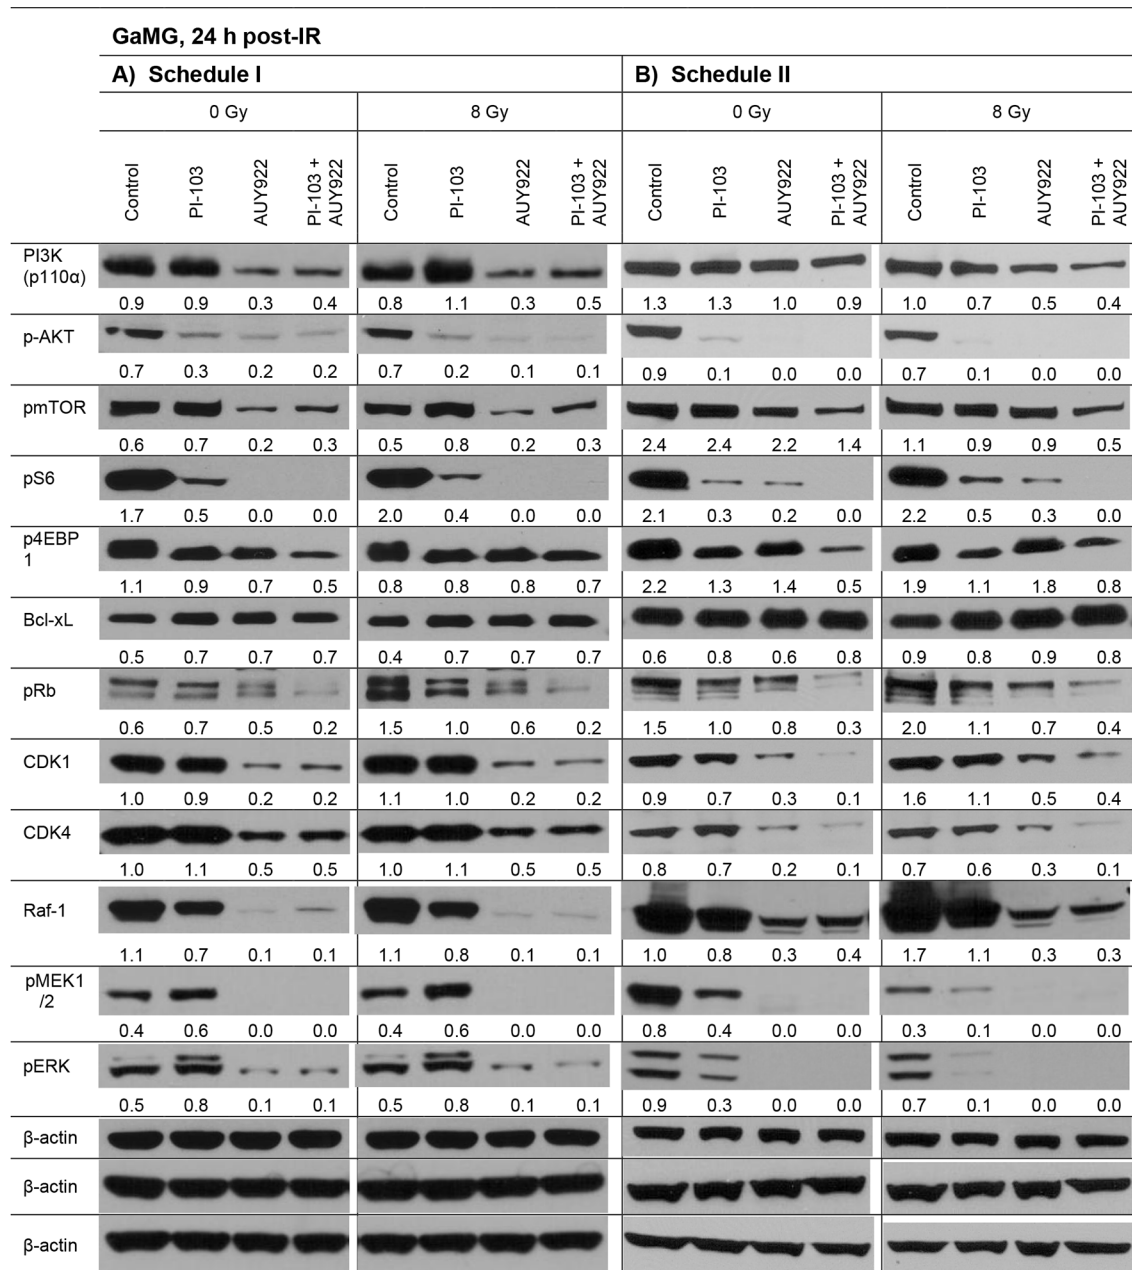 GaMG, 24 h post-IR
A) Schedule I B) Schedule II
0 Gy 8 Gy 0 Gy 8 Gy
Control PI-103 AUY922 PI-103 + AUY922 Control PI-103 AUY922 PI-103 + AUY922 Control PI-103 AUY922 PI-103 + AUY922 Control PI-103 AUY922 PI-103 + AUY922
PI3K
(p110α)
0.9 0.9 0.3 0.4 0.8 1.1 0.3 0.5 1.3 1.3 1.0 0.9 1.0 0.7 0.5 0.4
p-AKT
0.7 0.3 0.2 0.2 0.7 0.2 0.1 0.1 0.9 0.1 0.0 0.0 0.7 0.1 0.0 0.0
pmTOR
0.6 0.7 0.2 0.3 0.5 0.8 0.2 0.3 2.4 2.4 2.2 1.4 1.1 0.9 0.9 0.5
pS6
1.7 0.5 0.0 0.0 2.0 0.4 0.0 0.0 2.1 0.3 0.2 0.0 2.2 0.5 0.3 0.0
p4EBP
1
1.1 0.9 0.7 0.5 0.8 0.8 0.8 0.7 2.2 1.3 1.4 0.5 1.9 1.1 1.8 0.8
Bcl-xL
0.5 0.7 0.7 0.7 0.4 0.7 0.7 0.7 0.6 0.8 0.6 0.8 0.9 0.8 0.9 0.8
pRb
0.6 0.7 0.5 0.2 1.5 1.0 0.6 0.2 1.5 1.0 0.8 0.3 2.0 1.1 0.7 0.4
CDK1
1.0 0.9 0.2 0.2 1.1 1.0 0.2 0.2 0.9 0.7 0.3 0.1 1.6 1.1 0.5 0.4
CDK4
1.0 1.1 0.5 0.5 1.0 1.1 0.5 0.5 0.8 0.7 0.2 0.1 0.7 0.6 0.3 0.1
Raf-1
1.1 0.7 0.1 0.1 1.1 0.8 0.1 0.1 1.0 0.8 0.3 0.4 1.7 1.1 0.3 0.3
pMEK1
/2
0.4 0.6 0.0 0.0 0.4 0.6 0.0 0.0 0.8 0.4 0.0 0.0 0.3 0.1 0.0 0.0
pERK
0.5 0.8 0.1 0.1 0.5 0.8 0.1 0.1 0.9 0.3 0.0 0.0 0.7 0.1 0.0 0.0
β-actin
β-actin
β-actin